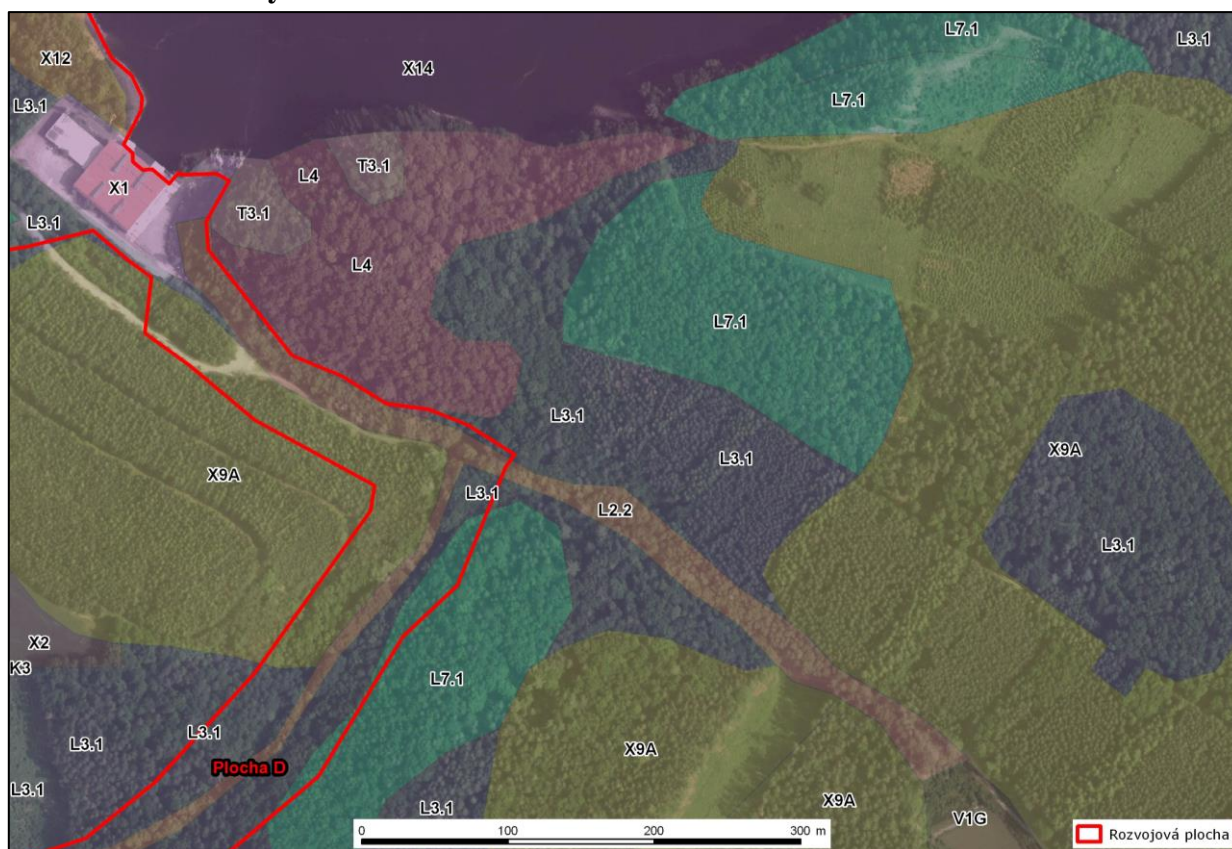 L7.1
L3.1
X12
X14
L7.1
L3.1
T3.1
L4
X1
T3.1
L3.1
L4
L7.1
L3.1
X9A
L3.1
X9A
L3.1
L2.2
L3.1
X2
K3
L7.1
L3.1
L3.1
X9A
Plocha D
L3.1
L3.1
X9A
V1G
0 100 200 300 m
Rozvojová plocha